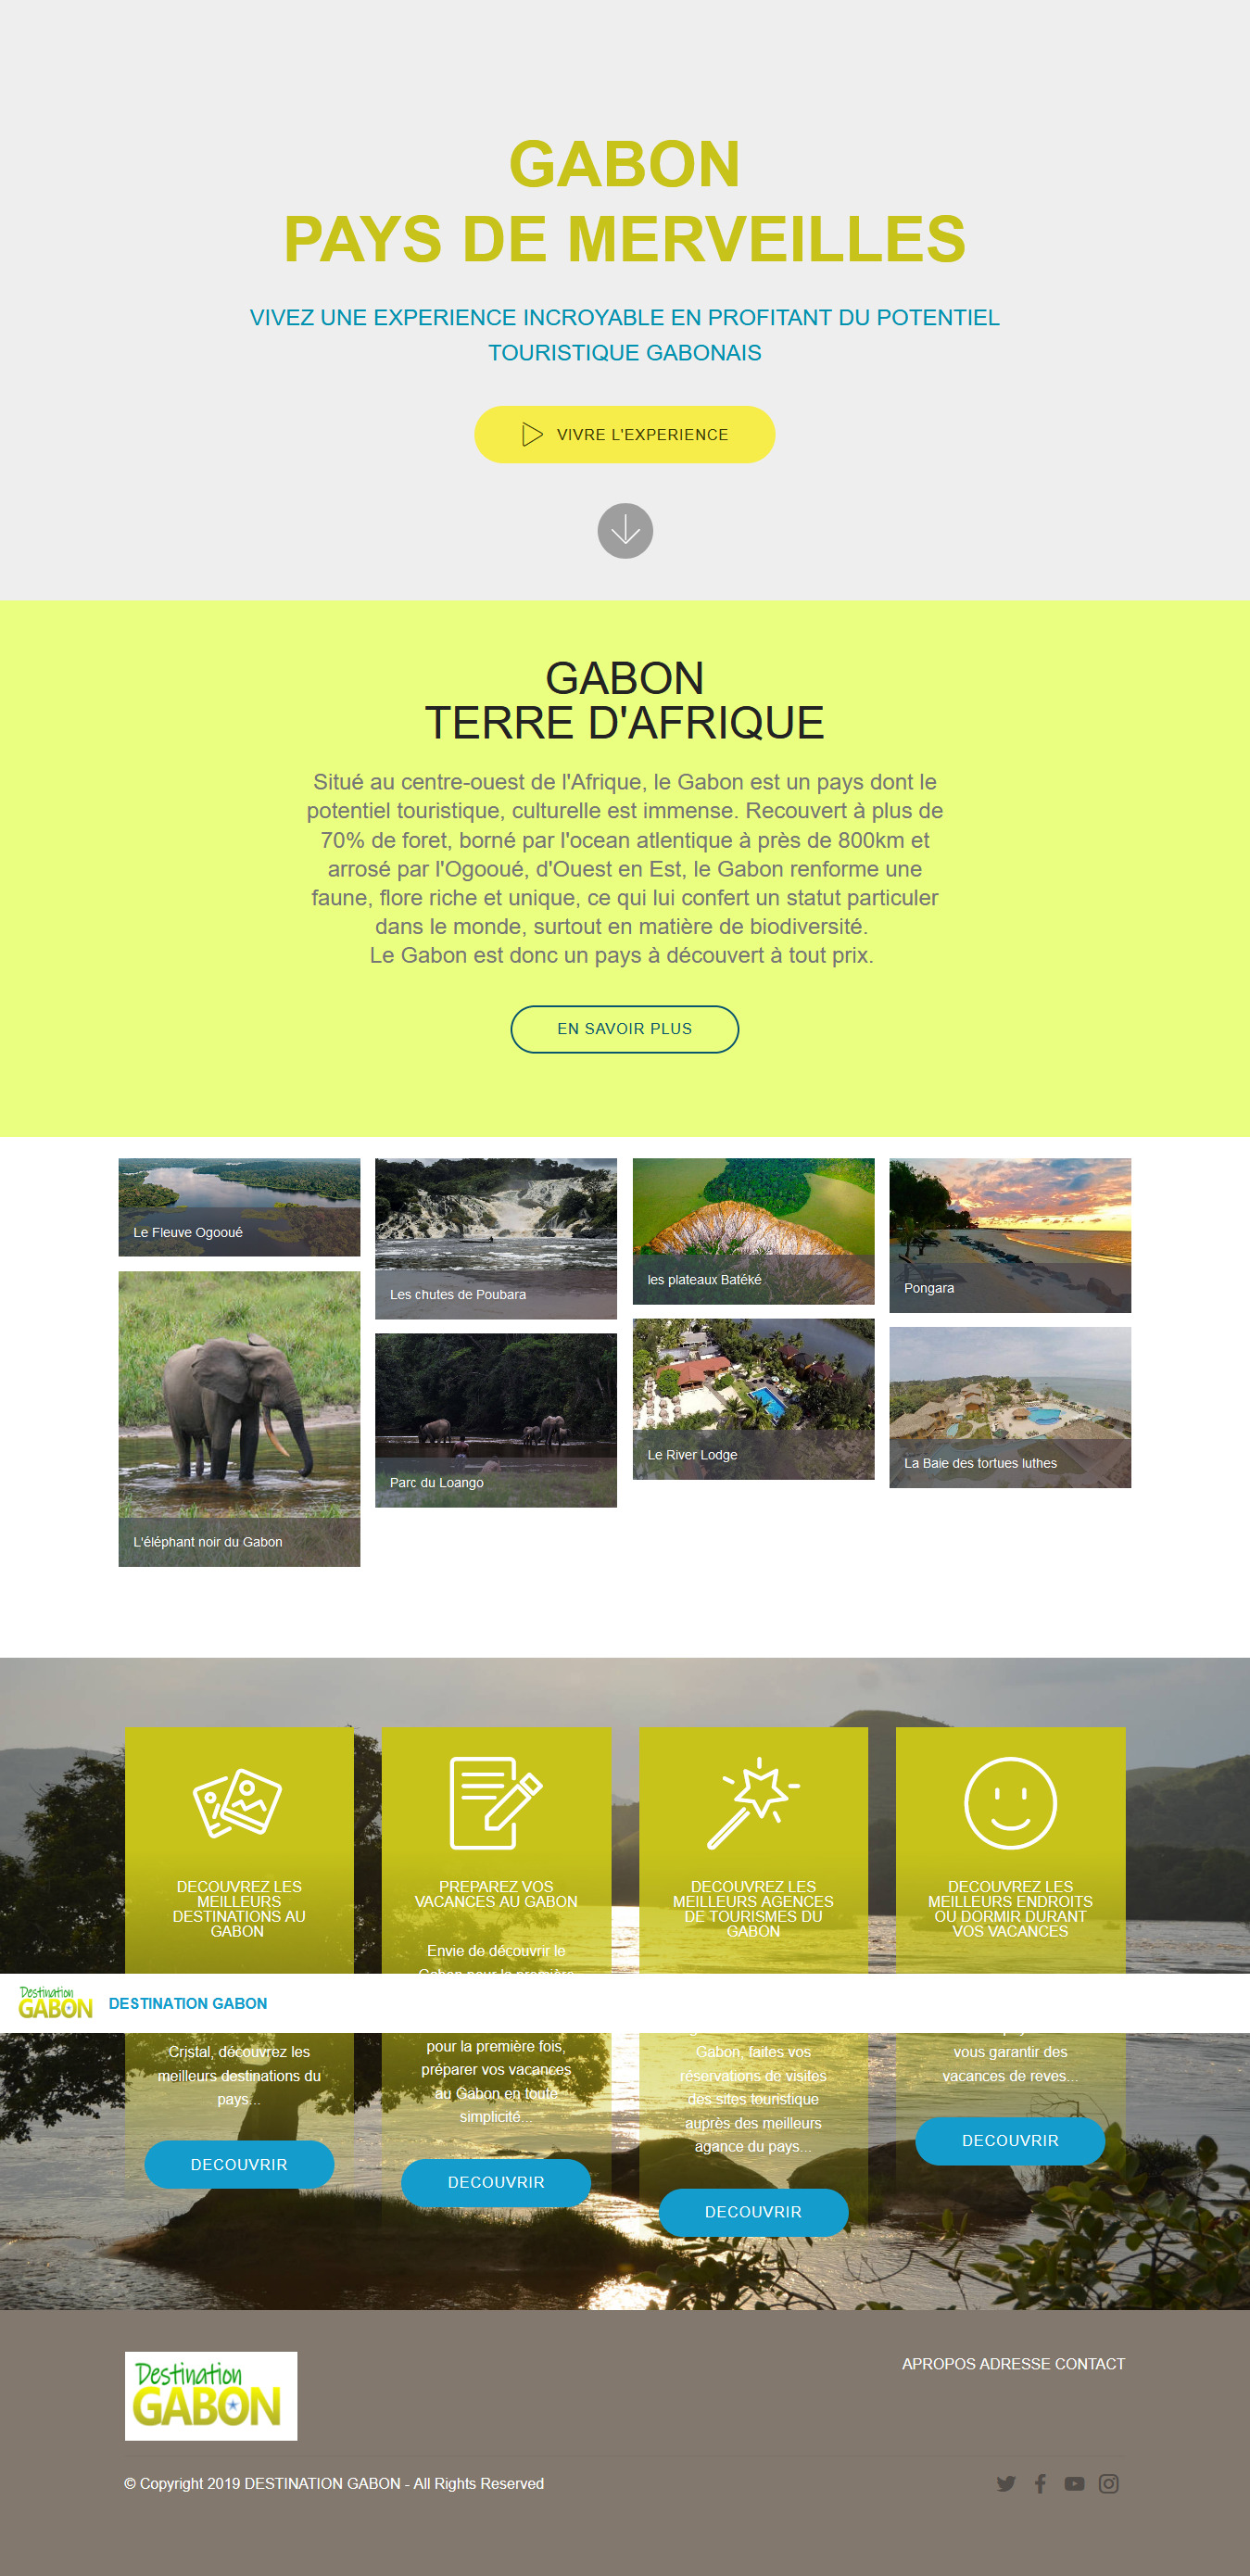 GABON
PAYS DE MERVEILLES
VIVEZ UNE EXPERIENCE INCROYABLE EN PROFITANT DU POTENTIEL
TOURISTIQUE GABONAIS
VIVRE L'EXPERIENCE
GABON
TERRE D'AFRIQUE
Situé au centre-ouest de l'Afrique, le Gabon est un pays dont le
potentiel touristique, culturelle est immense. Recouvert à plus de
70% de foret, borné par l'ocean atlentique à près de 800km et
arrosé par l'Ogooué, d'Ouest en Est, le Gabon renforme une
faune, flore riche et unique, ce qui lui confert un statut particuler
dans le monde, surtout en matière de biodiversité.
Le Gabon est donc un pays à découvert à tout prix.
EN SAVOIR PLUS
Le Fleuve Ogooué
Les chutes de Poubara
les plateaux Batéké
Pongara
L'éléphant noir du Gabon
Parc du Loango
Le River Lodge
La Baie des tortues luthes
DECOUVREZ LES
MEILLEURS
DESTINATIONS AU
GABON
PREPAREZ VOS
VACANCES AU GABON
Envie de découvrir le
Gabon pour la première
DECOUVREZ LES
MEILLEURS AGENCES
DE TOURISMES DU
GABON
DECOUVREZ LES
MEILLEURS ENDROITS
OU DORMIR DURANT
VOS VACANCES
Destination
GABON
DESTINATION GABON
Cristal, découvrez les
meilleurs destinations du
pays...
DECOUVRIR
pour la première fois,
préparer vos vacances
au Gabon en toute
simplicité...
DECOUVRIR
Gabon, faites vos
réservations de visites
des sites touristique
auprès des meilleurs
agance du pays...
DECOUVRIR
vous garantir des
vacances de reves...
DECOUVRIR
Destination
GABON
APROPOS ADRESSE CONTACT
© Copyright 2019 DESTINATION GABON - All Rights Reserved